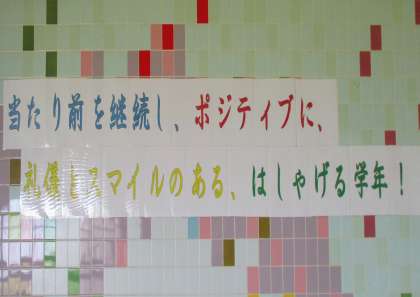 当たり前を継続し、ポジティブに、
礼儀とスマイルのある、はしゃげる学年！